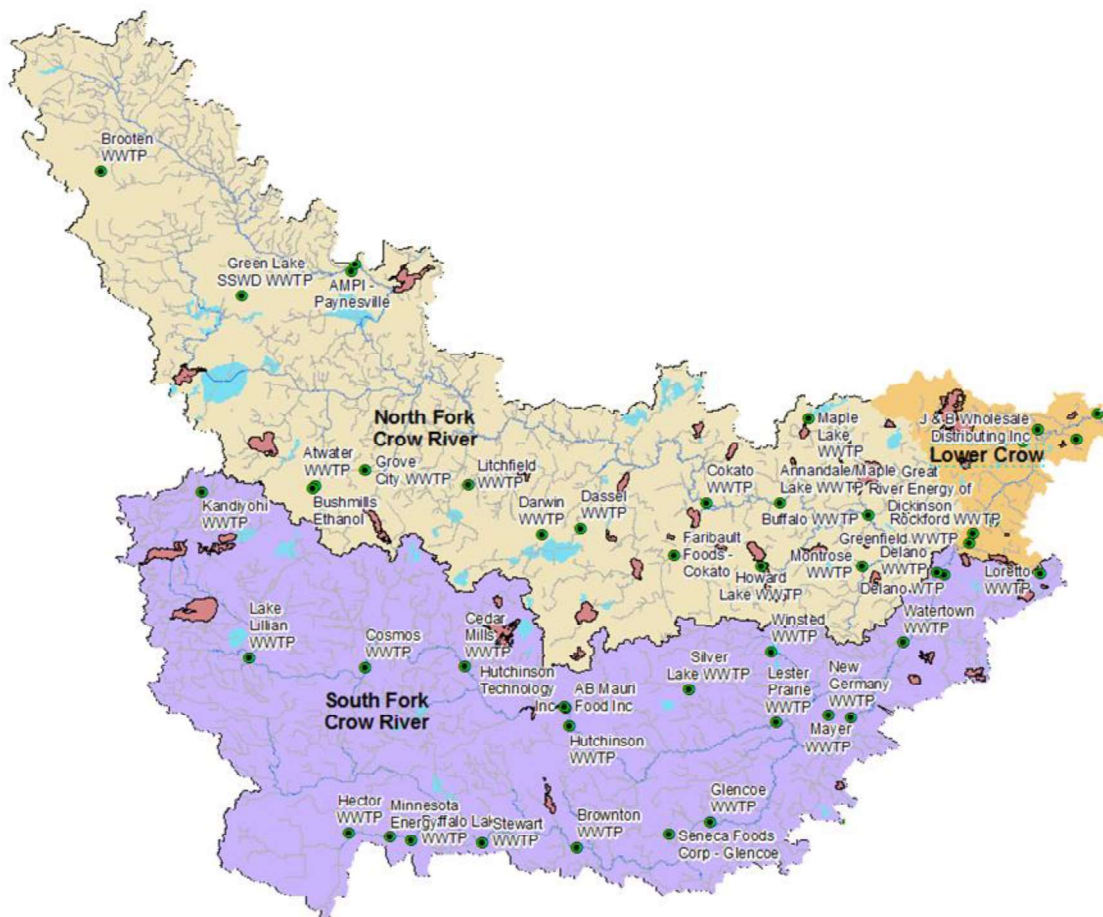 Brooten
WWTP
Green Lake
SSWD WWTP
AMPI -
Paynesville
North Fork
Crow River
Atwater
WWTP
Grove
City WWTP
Bushmills
Ethanol
Litchfield
WWTP
Darwin
WWTP
Dassel
WWTP
Cokato
WWTP
Faribault
Foods -
Cokato
Maple
Lake
WWTP
Annandale/Maple
Lake WWTP
Buffalo WWTP
Howard
Lake WWTP
Montrose
WWTP
Great
River Energy of
Dickinson
Rockford WWTP
Greenfield WWTP
Delano
WWTP
Delano WTP
J & B Wholesale
Distributing Inc
Lower Crow
Loretto
WWTP
Kandiyohi
WWTP
Lake
Lillian
WWTP
Cosmos
WWTP
Cedar
Mills
WWTP
Hutchinson
Technology
Inc
AB Mauri
Food Inc
Hutchinson
WWTP
South Fork
Crow River
Silver
Lake WWTP
Winsted
WWTP
Lester
Prairie
WWTP
New
Germany
WWTP
Mayer
WWTP
Watertown
WWTP
Hector
WWTP
Minnesota
Energy
Buffalo Lake
WWTP
Stewart
WWTP
Brownton
WWTP
Glencoe
WWTP
Seneca Foods
Corp - Glencoe